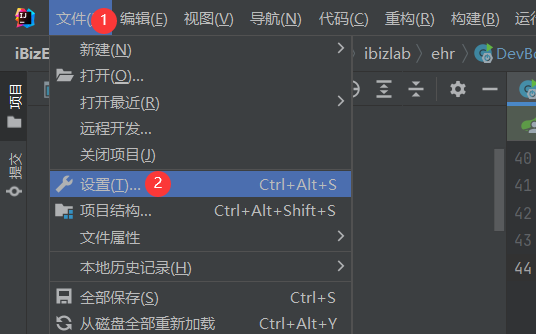 文件(F) 1 编辑(E) 视图(V) 导航(N) 代码(C) 重构(R) 构建(B) 运行
iBizE ibizlab ehr DevBo
新建(N)
打开(O)...
打开最近(R)
远程开发...
关闭项目(J)
设置(T)... 2 Ctrl+Alt+S
项目结构... Ctrl+Alt+Shift+S
文件属性
本地历史记录(H)
全部保存(S) Ctrl+S
从磁盘全部重新加载 Ctrl+Alt+Y
项目
提交
40
41
42
43
44